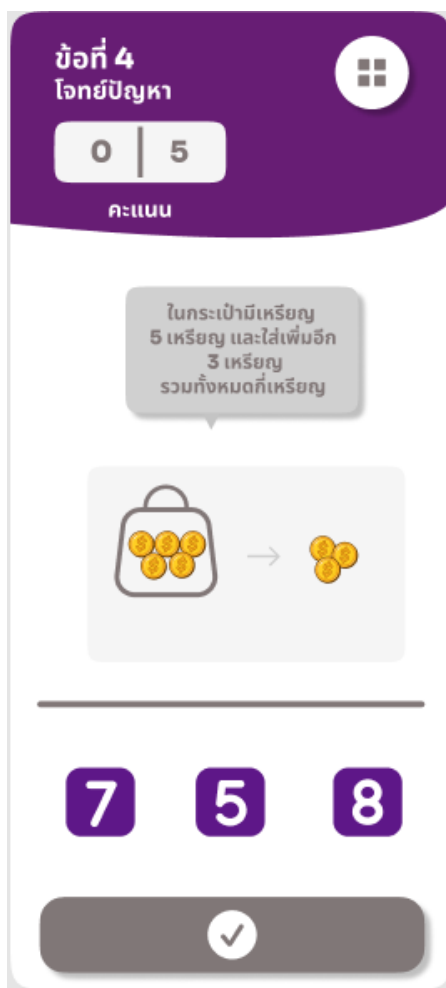 ข้อที่ 4
โจทย์ปัญหา
0 | 5
คะแนน
ในกระเป๋ามีเหรียญ
5 เหรียญ และใส่เพิ่มอีก
3 เหรียญ
รวมทั้งหมดกี่เหรียญ
7 5 8